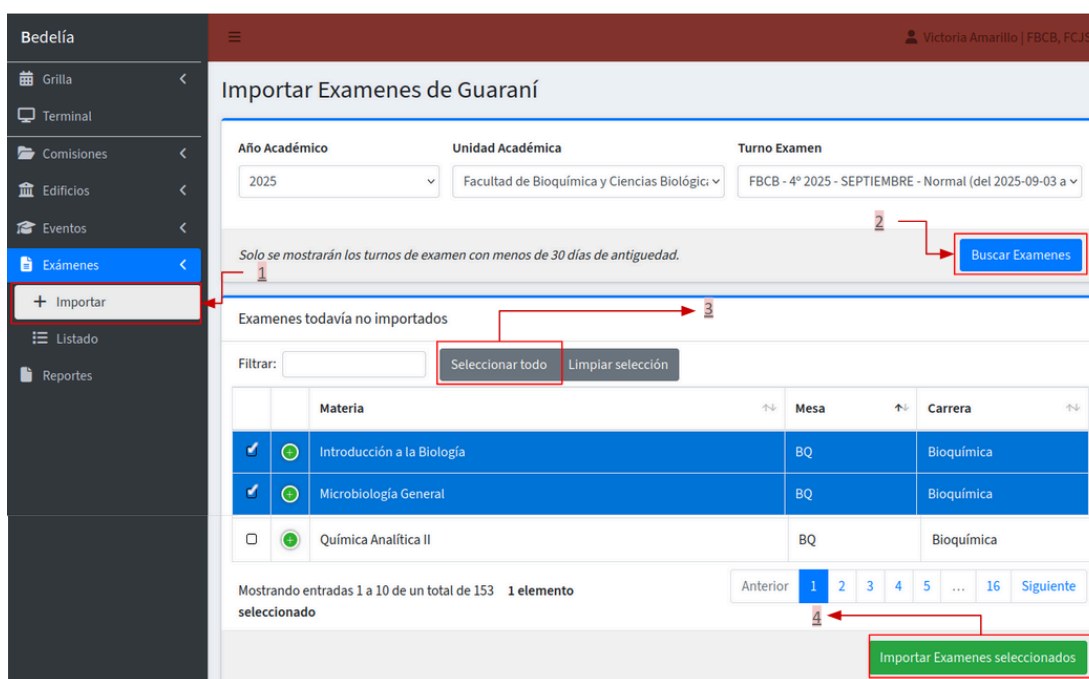 Bedelía
Victoria Amarillo | FBCB, FCJS
Grilla
Terminal
Comisiones
Edificios
Eventos
Exámenes
Importar
Listado
Reportes
Importar Examenes de Guaraní
Año Académico Unidad Académica Turno Examen
2025 Facultad de Bioquímica y Ciencias Biológica FBCB - 4º 2025 - SEPTIEMBRE - Normal (del 2025-09-03 a
2
Solo se mostrarán los turnos de examen con menos de 30 días de antiguedad. Buscar Examenes
1
3
Examenes todavía no importados
Filtrar: Seleccionar todo Limpiar selección
Materia Mesa Carrera
Introducción a la Biología BQ Bioquímica
Microbiología General BQ Bioquímica
Química Analítica II BQ Bioquímica
Mostrando entradas 1 a 10 de un total de 153 1 elemento
seleccionado
Anterior 1 2 3 4 5 ... 16 Siguiente
4
Importar Examenes seleccionados